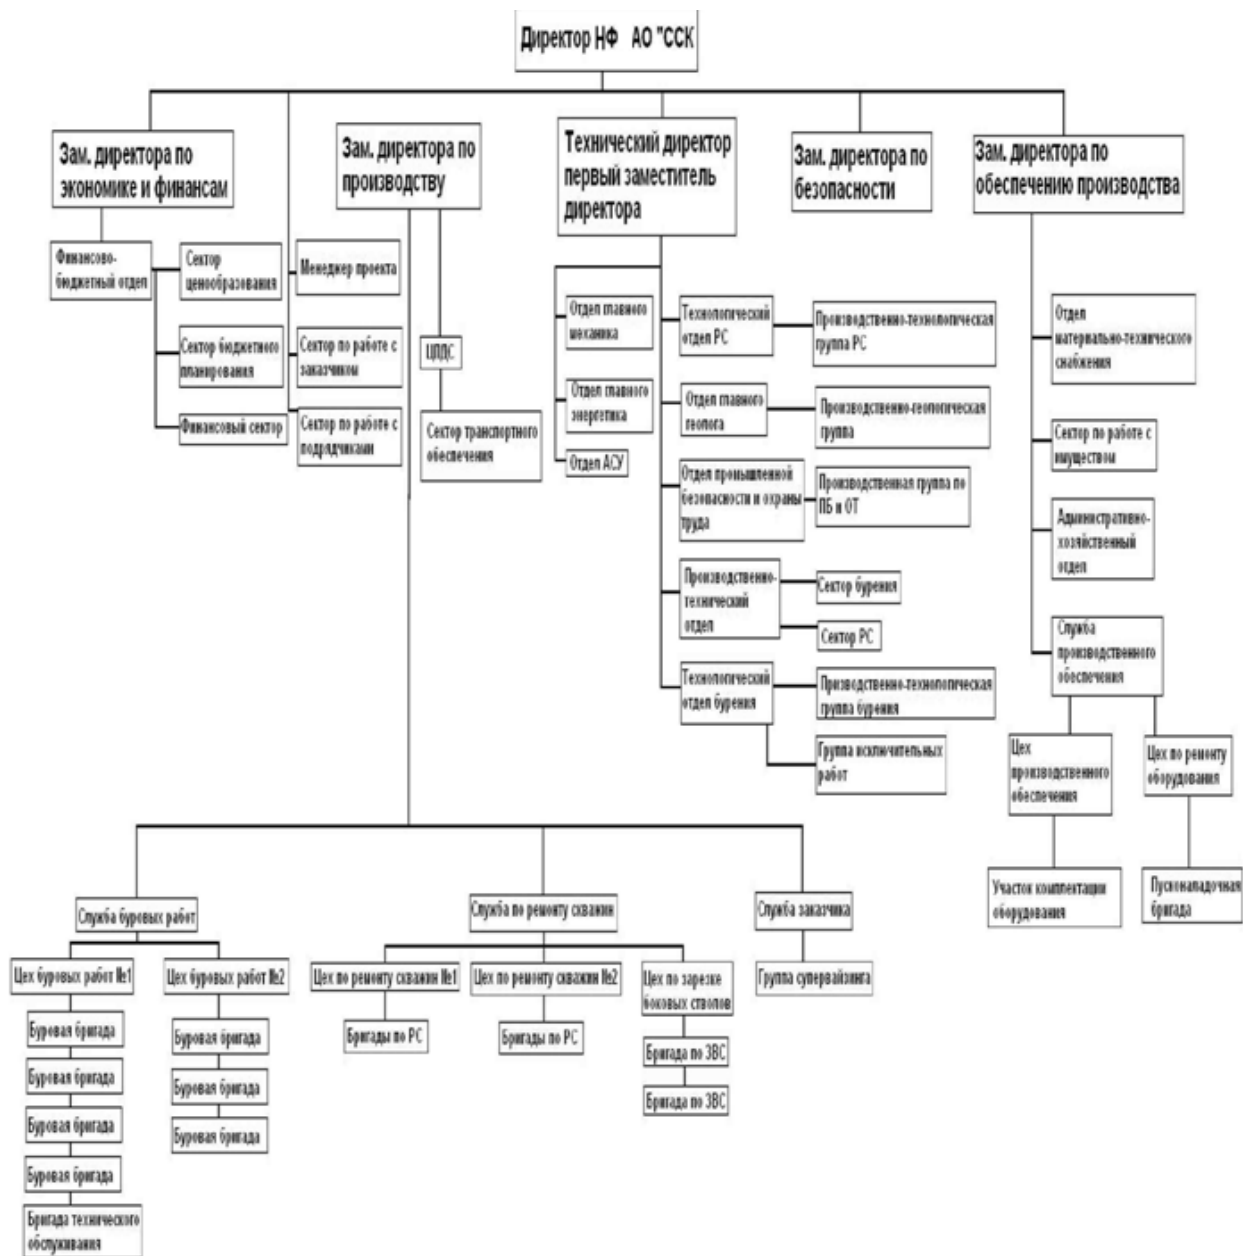 Директор НФ АО "ССК
Зам. директора по
экономике и финансам
Зам. директора по
производству
Технический директор
первый заместитель
директора
Зам. директора по
безопасности
Зам. директора по
обеспечению производства
Финансово-
бюджетный отдел
Сектор
ценообразования
Сектор бюджетного
планирования
Финансовый сектор
Менеджер проекта
Сектор по работе с
заказчиком
Сектор по работе с
подрядчиками
ЦПДС
Сектор транспортного
обеспечения
Отдел главного
механика
Отдел главного
энергетика
Отдел АСУ
Технологический
отдел РС
Производственно-технологическая
группа РС
Отдел главного
геолога
Производственно-геологическая
группа
Отдел промышленной
безопасности и охраны
труда
Производственная группа по
ПБ и ОТ
Производственно-
технический
отдел
Сектор бурения
Сектор РС
Технологический
отдел бурения
Призводственно-технологическая
группа бурения
Группа исключительных
работ
Отдел
материально-технического
снабжения
Сектор по работе с
имуществом
Административно-
хозяйственный
отдел
Служба
производственного
обеспечения
Цех
производственного
обеспечения
Цех по ремонту
оборудования
Участок комплектации
оборудования
Пусконаладочная
бригада
Служба буровых работ
Служба по ремонту скважин
Служба заказчика
Цех буровых работ №1
Цех буровых работ №2
Цех по ремонту скважин №1
Цех по ремонту скважин №2
Цех по зарезке
боковых стволов
Группа супервайзинга
Буровая бригада
Буровая бригада
Буровая бригада
Буровая бригада
Бригада технического
обслуживания
Буровая бригада
Буровая бригада
Буровая бригада
Бригады по РС
Бригады по РС
Бригада по ЗВС
Бригада по ЗВС